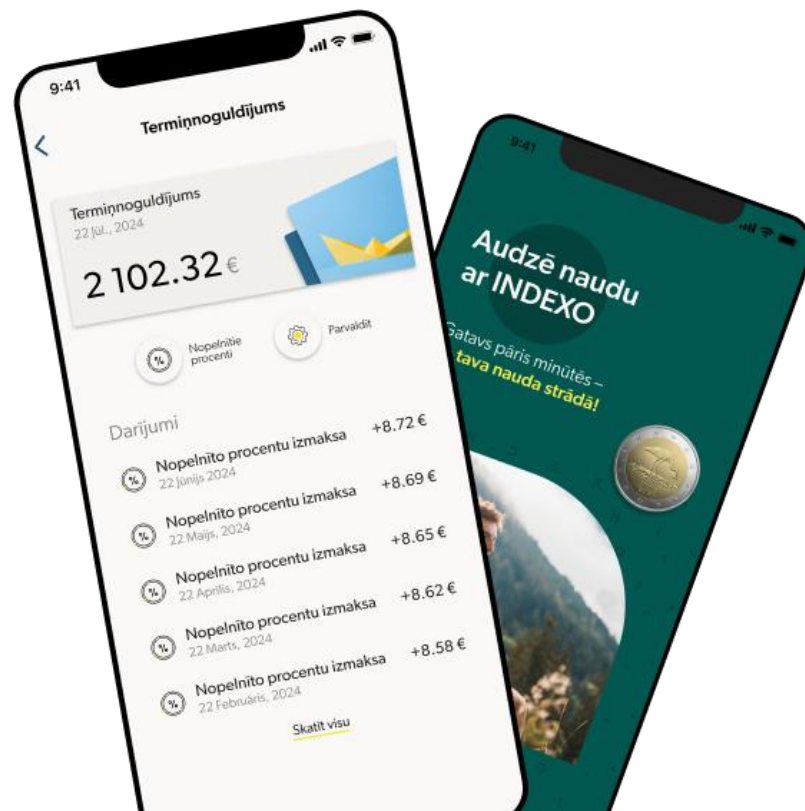 9:41
Termiņnoguldījums
Termiņnoguldījums
22 Jūl., 2024
2 102.32 €
Nopelnītie
procenti
Parvaldīt
Darījumi
Nopelnīto procentu izmaksa +8.72 €
22 Jūnijs 2024
Nopelnīto procentu izmaksa +8.69 €
22 Maijs, 2024
Nopelnīto procentu izmaksa +8.65 €
22 Aprīlis, 2024
Nopelnīto procentu izmaksa +8.62 €
22 Marts, 2024
Nopelnīto procentu izmaksa +8.58 €
22 Februāris, 2024
Skatīt visu
9:41
Audzē naudu
ar INDEXO
Gatavs pāris minūtēs –
tava nauda strādā!